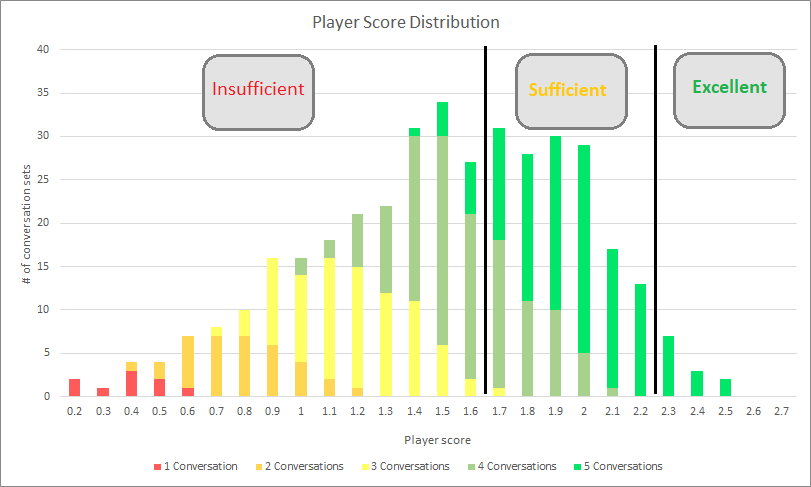 Player Score Distribution
Insufficient
Sufficient
Excellent
# of conversation sets
40
35
30
25
20
15
10
5
0
0.2 0.3 0.4 0.5 0.6 0.7 0.8 0.9 1 1.1 1.2 1.3 1.4 1.5 1.6 1.7 1.8 1.9 2 2.1 2.2 2.3 2.4 2.5 2.6 2.7
Player score
1 Conversation 2 Conversations 3 Conversations 4 Conversations 5 Conversations